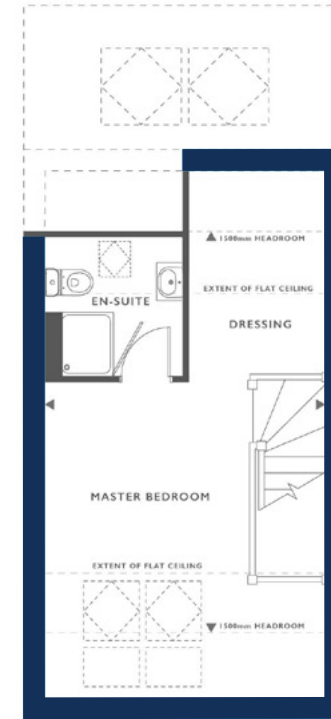 1500mm HEADROOM
EN-SUITE
EXTENT OF FLAT CEILING
DRESSING
MASTER BEDROOM
EXTENT OF FLAT CEILING
1500mm HEADROOM